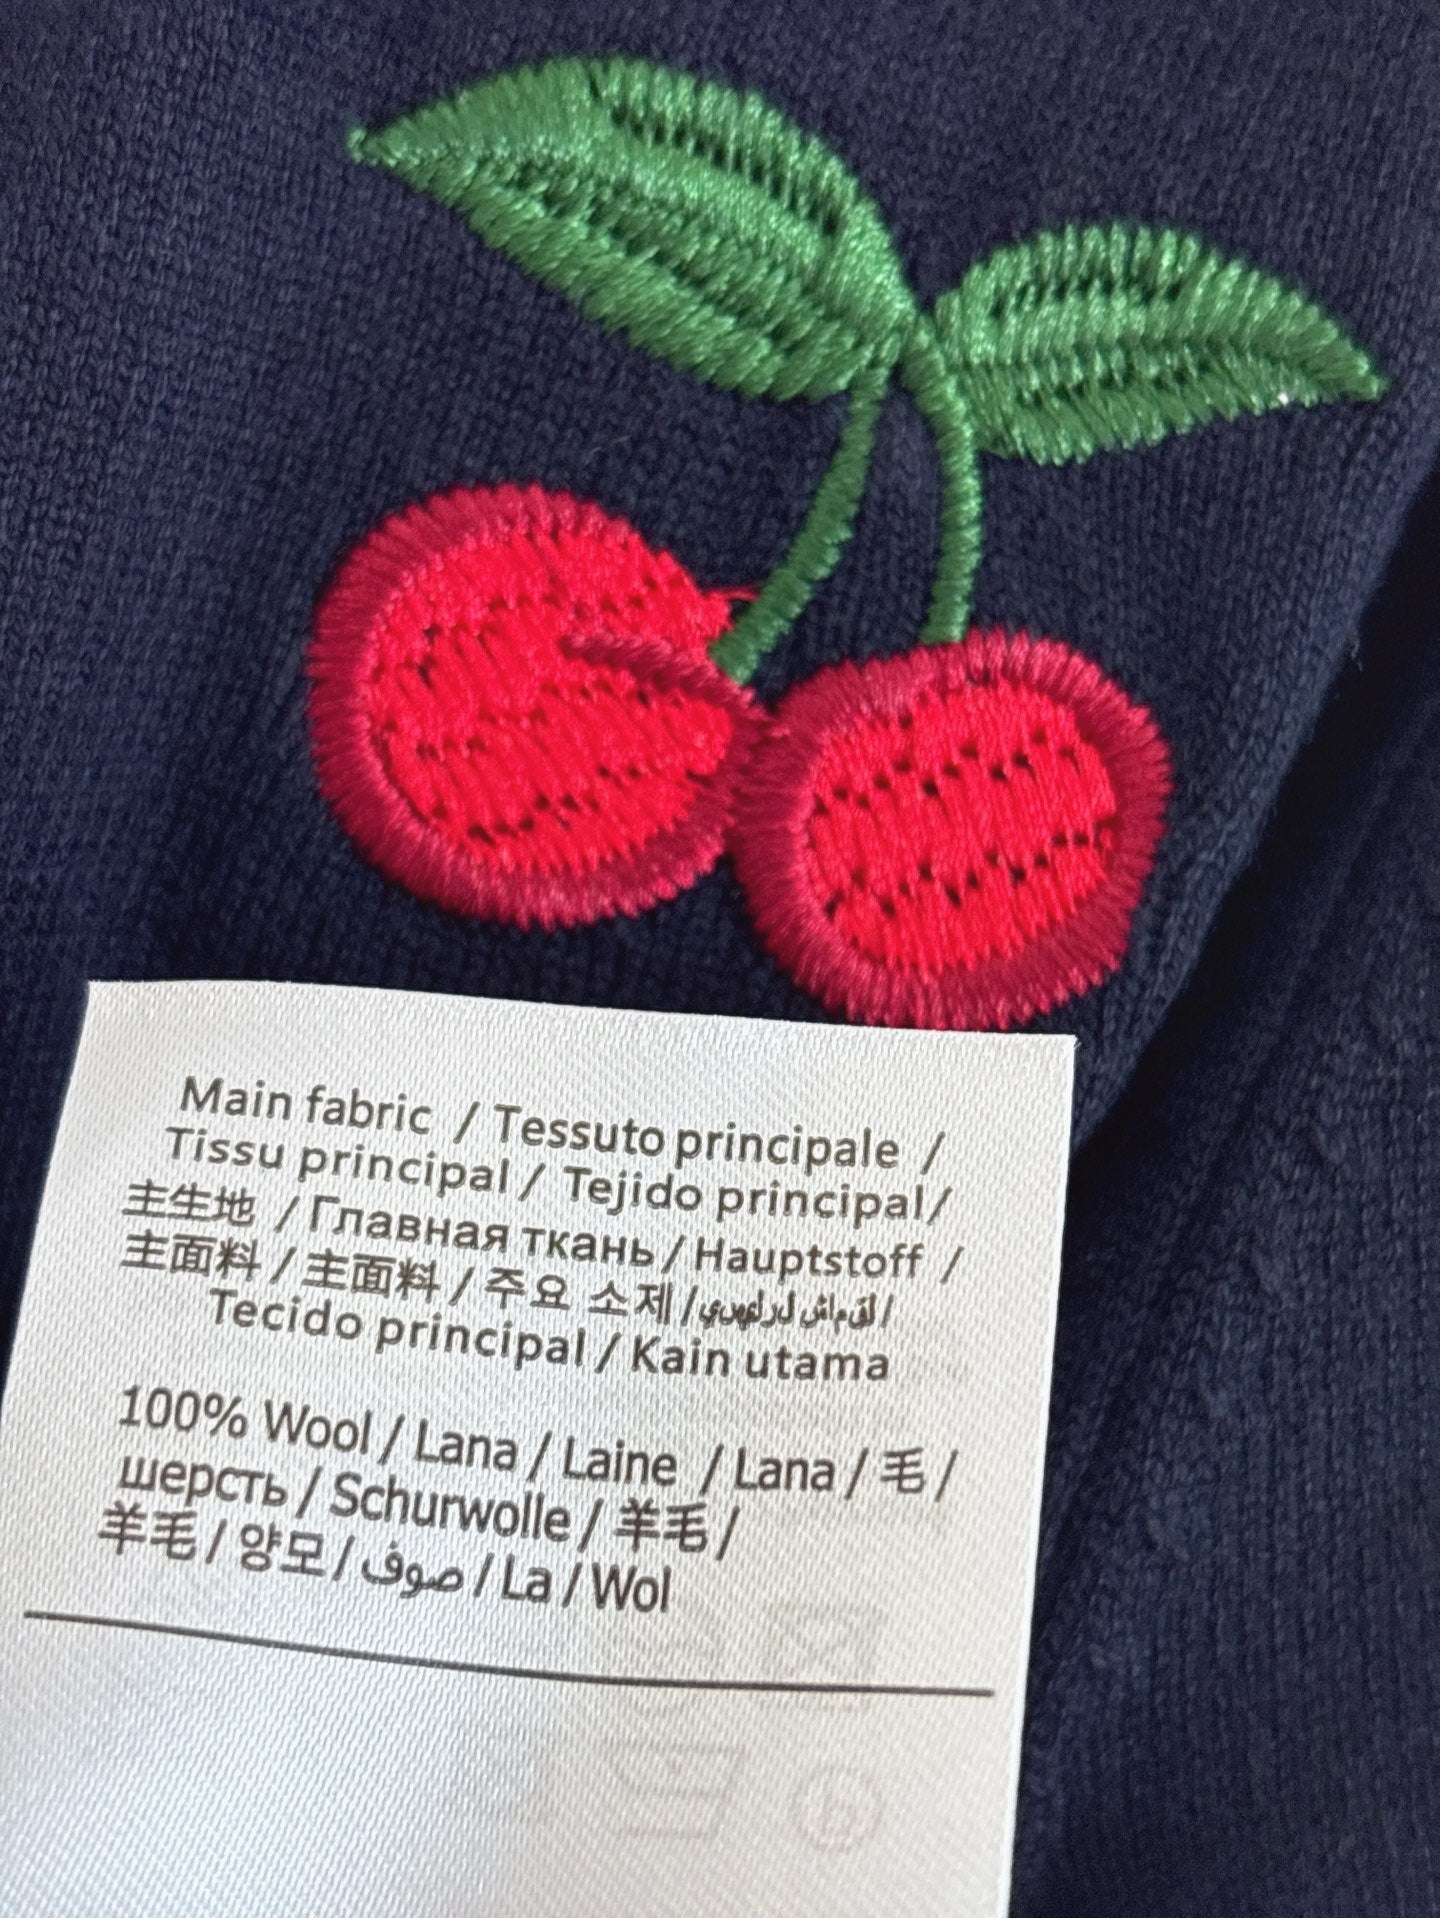 Main fabric / Tessuto principale /
Tissu principal / Tejido principal/
主生地 / Главная ткань / Hauptstoff /
主面料 / 主面料 / 주요 소재 / /
Tecido principal / Kain utama
100% Wool / Lana / Laine / Lana / 毛 /
шерсть / Schurwolle / 羊毛 /
羊毛 / 양모 / صوف / La / Wol